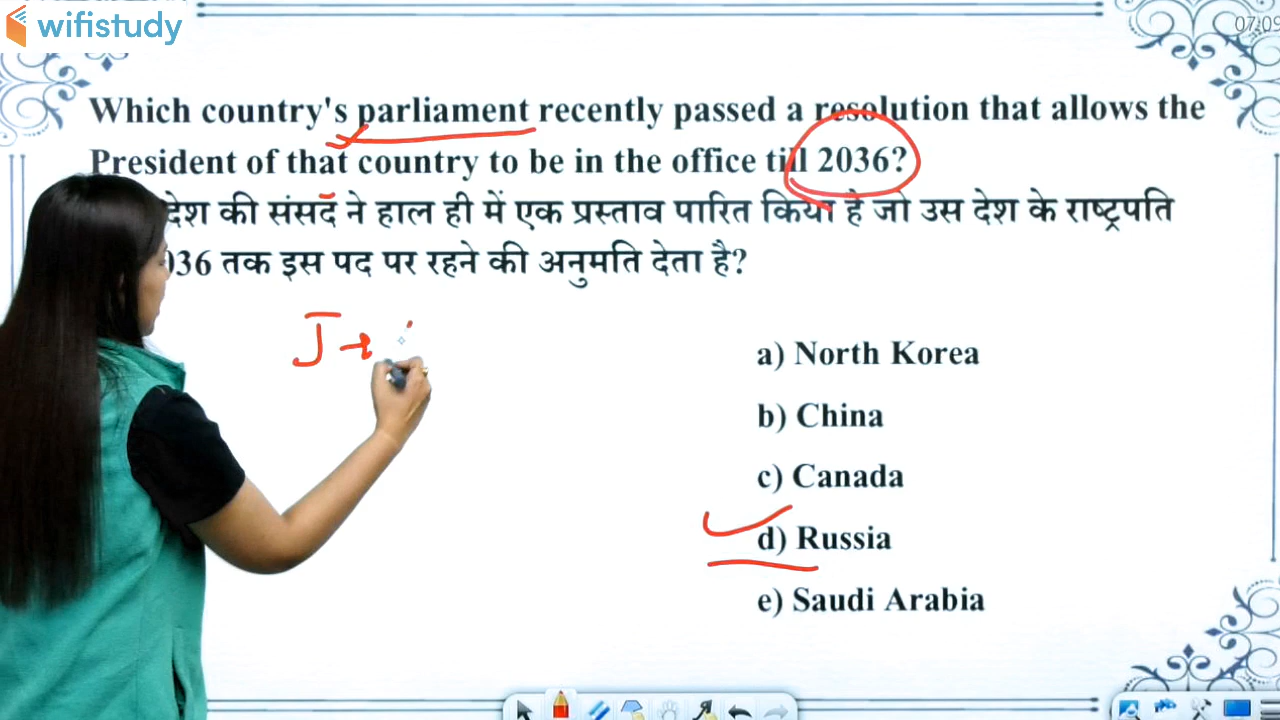 wifistudy
07:09
Which country's parliament recently passed a resolution that allows the
President of that country to be in the office till 2036?
देश की संसद ने हाल ही में एक प्रस्ताव पारित किया है जो उस देश के राष्ट्रपति
036 तक इस पद पर रहने की अनुमति देता है?
J
a) North Korea
b) China
c) Canada
d) Russia
e) Saudi Arabia